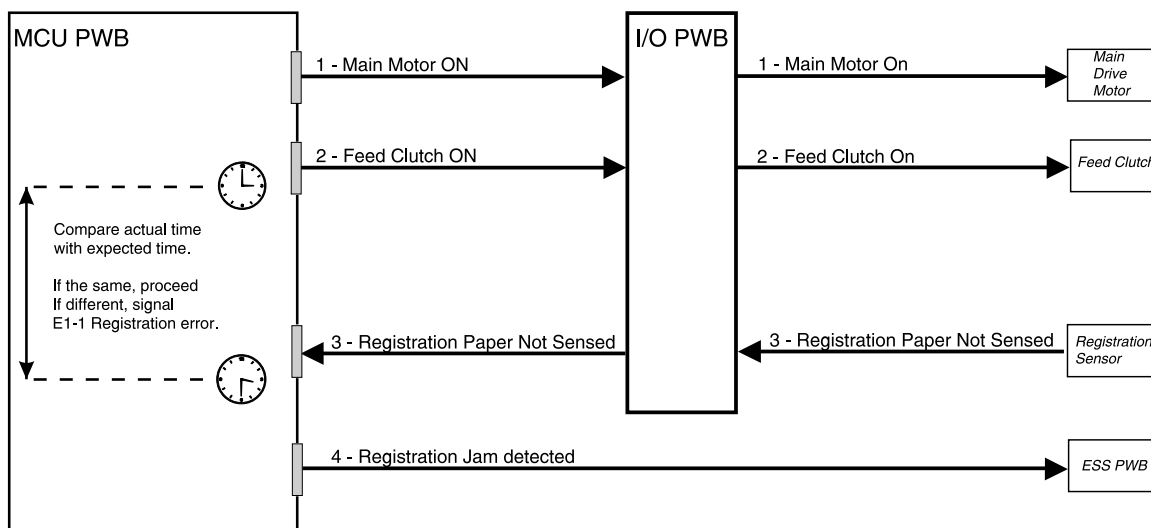 MCU PWB
I/O PWB
1 - Main Motor ON
1 - Main Motor On
Main
Drive
Motor
2 - Feed Clutch ON
2 - Feed Clutch On
Feed Clutch
Compare actual time
with expected time.
If the same, proceed
If different, signal
E1-1 Registration error.
3 - Registration Paper Not Sensed
3 - Registration Paper Not Sensed
Registration
Sensor
4 - Registration Jam detected
ESS PWB